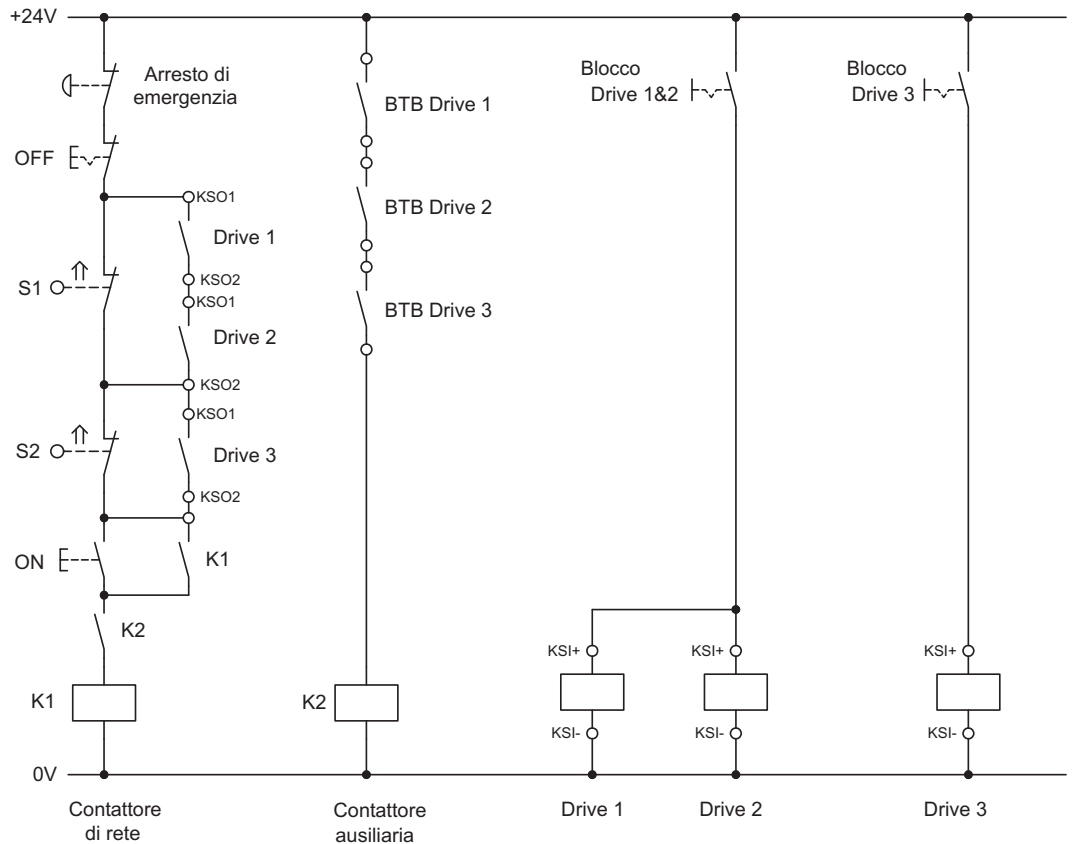 +24V
Arresto di
emergenzia
OFF
KSO1
Drive 1
S1
KSO2
KSO1
Drive 2
KSO2
KSO1
S2
Drive 3
KSO2
ON
K1
K2
K1
BTB Drive 1
BTB Drive 2
BTB Drive 3
K2
Blocco
Drive 1&2
KSI+
KSI-
KSI+
KSI-
Blocco
Drive 3
KSI+
KSI-
0V
Contattore
di rete
Contattore
ausiliaria
Drive 1
Drive 2
Drive 3